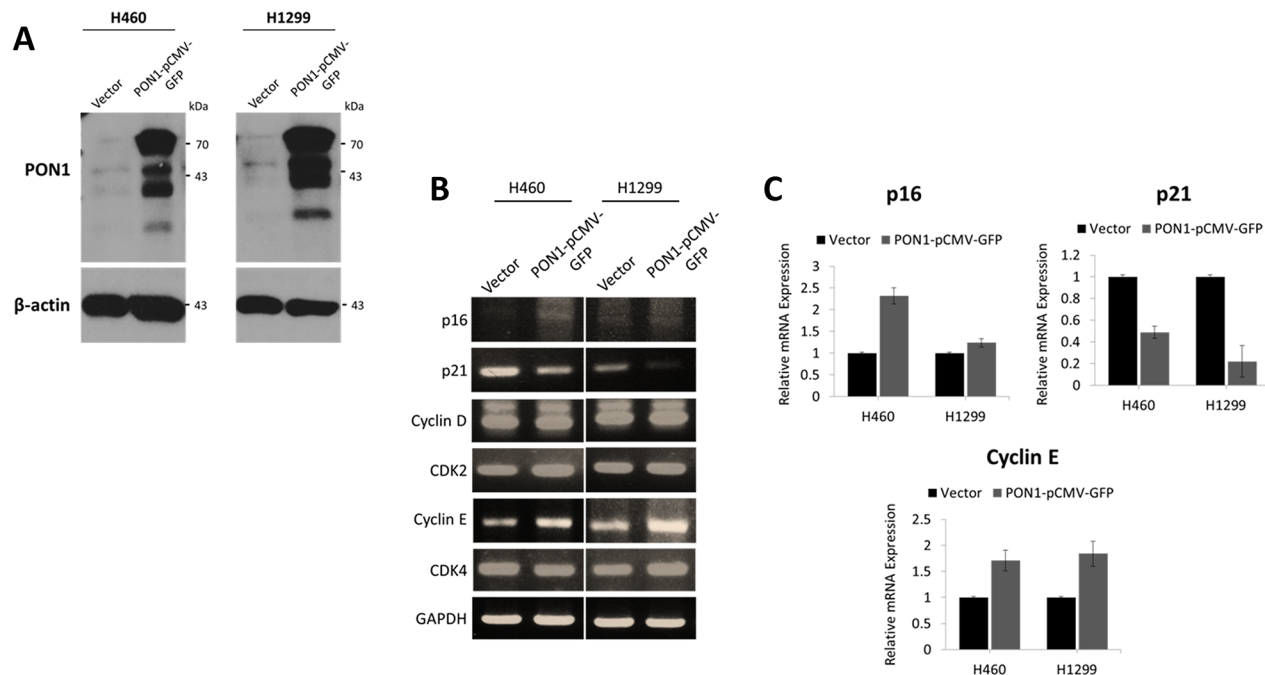 A
H460
H1299
Vector
PON1-pCMV-
GFP
Vector
PON1-pCMV-
GFP
kDa
kDa
PON1
70
43
70
43
β-actin
43
43
B
H460
H1299
Vector
PON1-pCMV-
GFP
Vector
PON1-pCMV-
GFP
p16
p21
Cyclin D
CDK2
Cyclin E
CDK4
GAPDH
C
p16
Vector PON1-pCMV-GFP
Relative mRNA Expression
3
2.5
2
1.5
1
0.5
0
H460 H1299
p21
Vector PON1-pCMV-GFP
Relative mRNA Expression
1.2
1
0.8
0.6
0.4
0.2
0
H460 H1299
Cyclin E
Vector PON1-pCMV-GFP
Relative mRNA Expression
2.5
2
1.5
1
0.5
0
H460 H1299